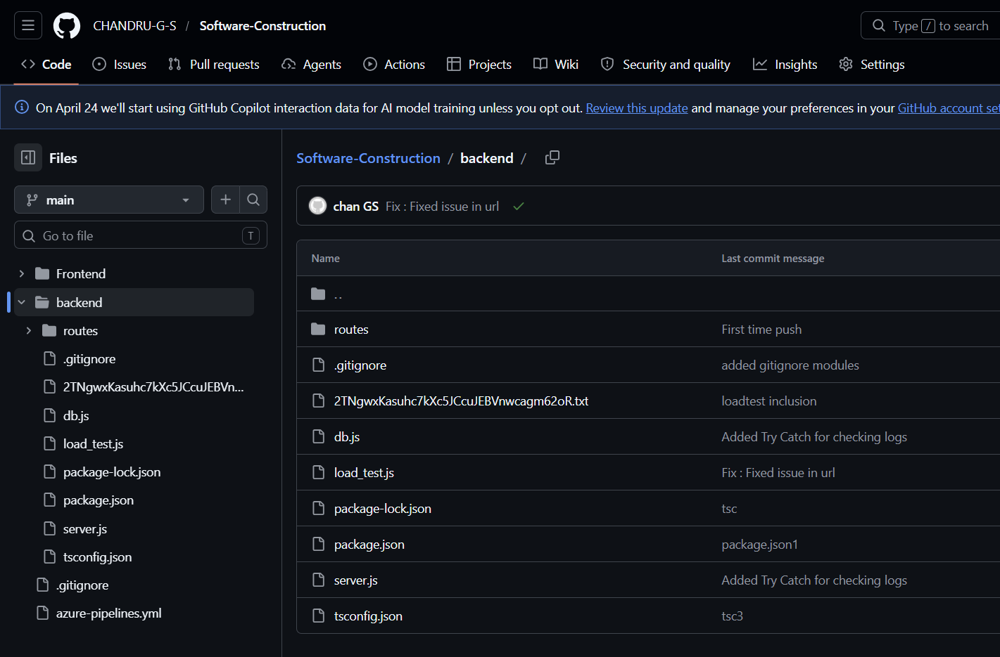 CHANDRU-G-S / Software-Construction
Type / to search
Code Issues Pull requests Agents Actions Projects Wiki Security and quality Insights Settings
On April 24 we'll start using GitHub Copilot interaction data for AI model training unless you opt out. Review this update and manage your preferences in your GitHub account set
Files
main
Go to file T
Frontend
backend
routes
.gitignore
2TNgwxKasuhc7kXc5JCcuJEBVn...
db.js
load_test.js
package-lock.json
package.json
server.js
tsconfig.json
.gitignore
azure-pipelines.yml
Software-Construction / backend /
chan GS Fix : Fixed issue in url
Name Last commit message
..
routes First time push
.gitignore added gitignore modules
2TNgwxKasuhc7kXc5JCcuJEBVnwcagm62oR.txt loadtest inclusion
db.js Added Try Catch for checking logs
load_test.js Fix : Fixed issue in url
package-lock.json tsc
package.json package.json1
server.js Added Try Catch for checking logs
tsconfig.json tsc3